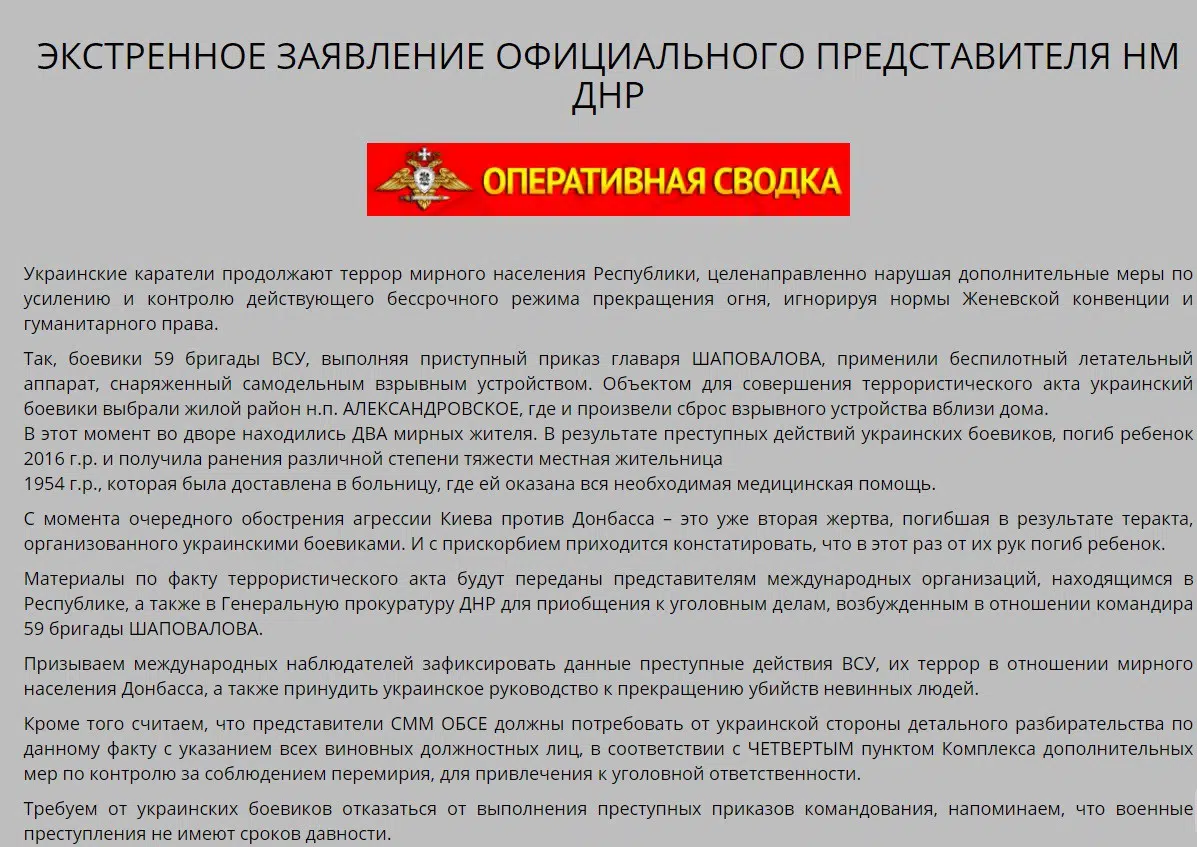 ЭКСТРЕННОЕ ЗАЯВЛЕНИЕ ОФИЦИАЛЬНОГО ПРЕДСТАВИТЕЛЯ НМ
ДНР
ОПЕРАТИВНАЯ СВОДКА
Украинские каратели продолжают террор мирного населения Республики, целенаправленно нарушая дополнительные меры по
усилению и контролю действующего бессрочного режима прекращения огня, игнорируя нормы Женевской конвенции и
гуманитарного права.
Так, боевики 59 бригады ВСУ, выполняя приступный приказ главаря ШАПОВАЛОВА, применили беспилотный летательный
аппарат, снаряженный самодельным взрывным устройством. Объектом для совершения террористического акта украинский
боевики выбрали жилой район н.п. АЛЕКСАНДРОВСКОЕ, где и произвели сброс взрывного устройства вблизи дома.
В этот момент во дворе находились ДВА мирных жителя. В результате преступных действий украинских боевиков, погиб ребенок
2016 г.р. и получила ранения различной степени тяжести местная жительница
1954 г.р., которая была доставлена в больницу, где ей оказана вся необходимая медицинская помощь.
С момента очередного обострения агрессии Киева против Донбасса – это уже вторая жертва, погибшая в результате теракта,
организованного украинскими боевиками. И с прискорбием приходится констатировать, что в этот раз от их рук погиб ребенок.
Материалы по факту террористического акта будут переданы представителям международных организаций, находящимся в
Республике, а также в Генеральную прокуратуру ДНР для приобщения к уголовным делам, возбужденным в отношении командира
59 бригады ШАПОВАЛОВА.
Призываем международных наблюдателей зафиксировать данные преступные действия ВСУ, их террор в отношении мирного
населения Донбасса, а также принудить украинское руководство к прекращению убийств невинных людей.
Кроме того считаем, что представители СММ ОБСЕ должны потребовать от украинской стороны детального разбирательства по
данному факту с указанием всех виновных должностных лиц, в соответствии с ЧЕТВЕРТЫМ пунктом Комплекса дополнительных
мер по контролю за соблюдением перемирия, для привлечения к уголовной ответственности.
Требуем от украинских боевиков отказаться от выполнения преступных приказов командования, напоминаем, что военные
преступления не имеют сроков давности.